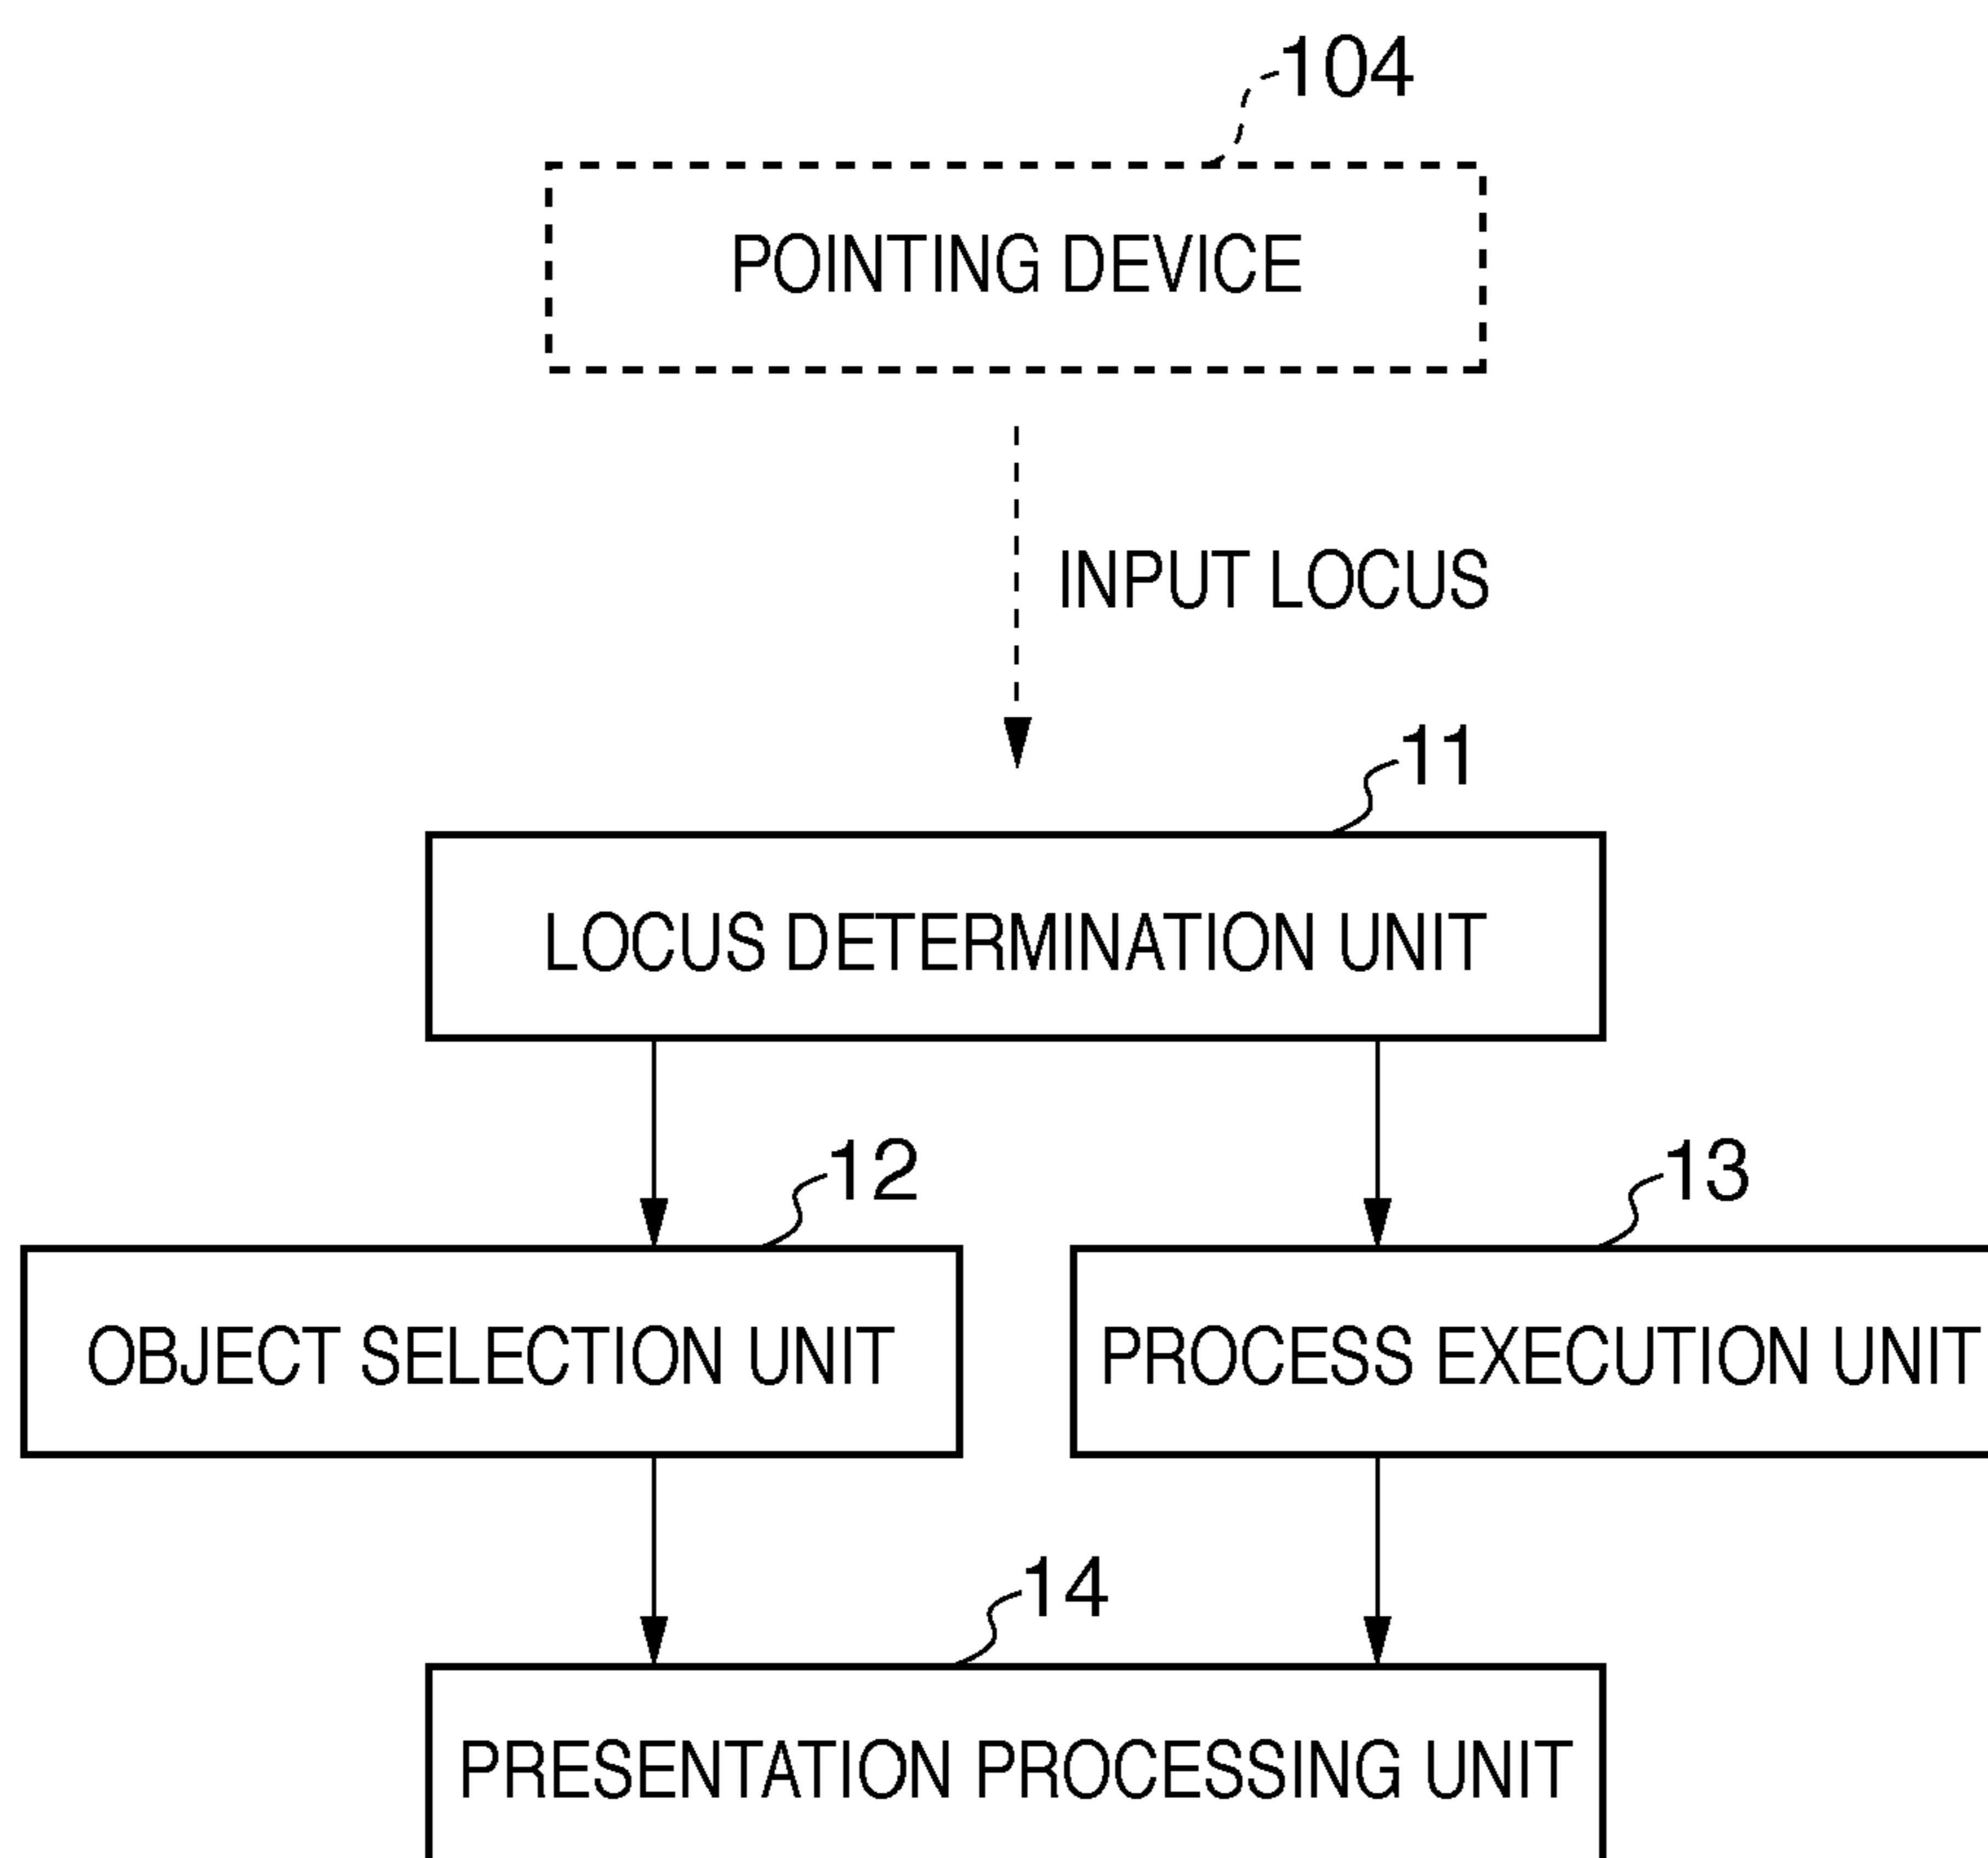 104
POINTING DEVICE
INPUT LOCUS
11
LOCUS DETERMINATION UNIT
12
13
OBJECT SELECTION UNIT
PROCESS EXECUTION UNIT
14
PRESENTATION PROCESSING UNIT